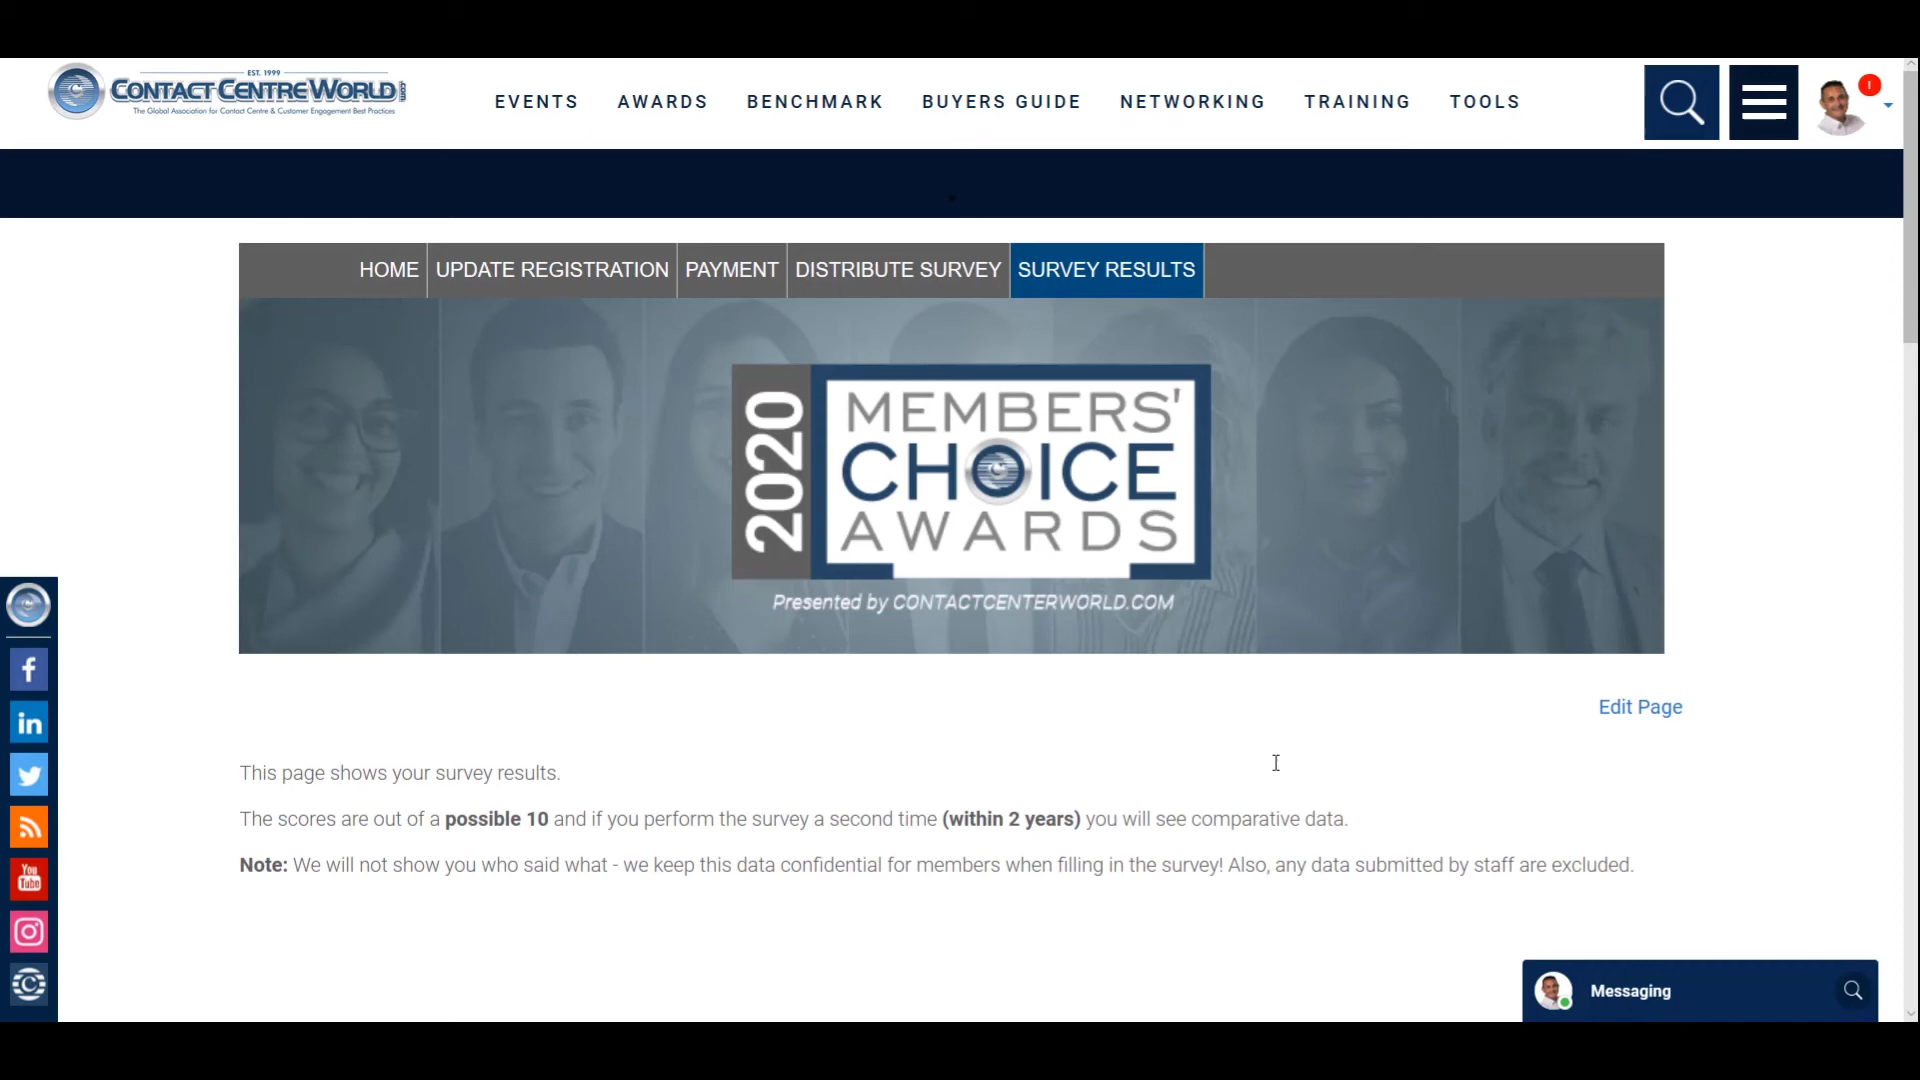 EST. 1999
CONTACTCENTREWORLD.com
The Global Association for Contact Centre & Customer Engagement Best Practices
EVENTS AWARDS BENCHMARK BUYERS GUIDE NETWORKING TRAINING TOOLS
!
HOME UPDATE REGISTRATION PAYMENT DISTRIBUTE SURVEY SURVEY RESULTS
2020
MEMBERS'
CHOICE
AWARDS
Presented by CONTACTCENTERWORLD.COM
Edit Page
This page shows your survey results.
The scores are out of a possible 10 and if you perform the survey a second time (within 2 years) you will see comparative data.
Note: We will not show you who said what - we keep this data confidential for members when filling in the survey! Also, any data submitted by staff are excluded.
f
in
You
Tube
C
Messaging